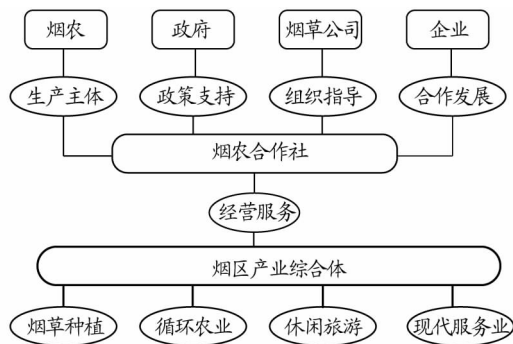 烟农 政府 烟草公司 企业
生产主体 政策支持 组织指导 合作发展
烟农合作社
经营服务
烟区产业综合体
烟草种植 循环农业 休闲旅游 现代服务业